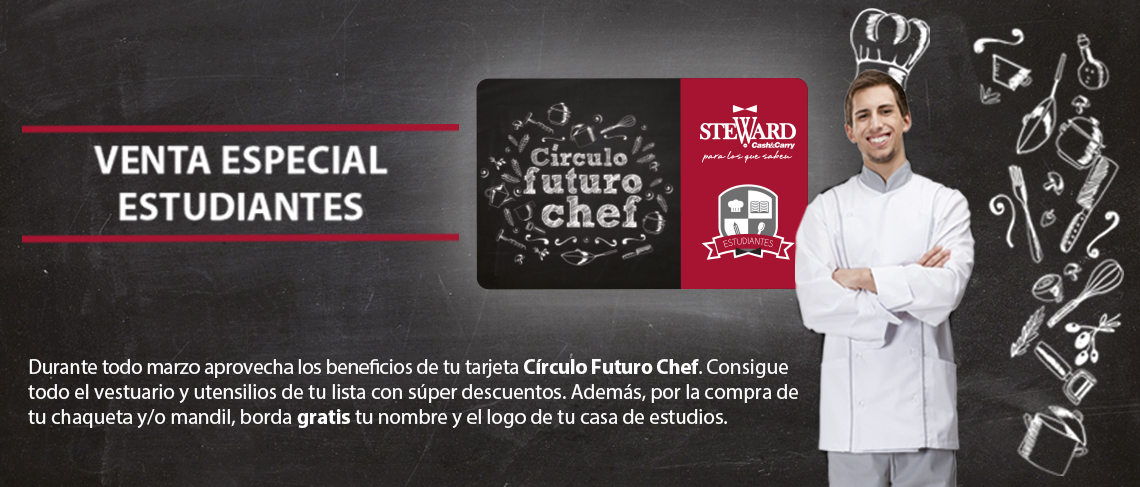 VENTA ESPECIAL
ESTUDIANTES
Círculo
futuro
chef
STEWARD
Cash&Carry
para los que saben
ESTUDIANTES
Durante todo marzo aprovecha los beneficios de tu tarjeta Círculo Futuro Chef. Consigue
todo el vestuario y utensilios de tu lista con súper descuentos. Además, por la compra de
tu chaqueta y/o mandil, borda gratis tu nombre y el logo de tu casa de estudios.